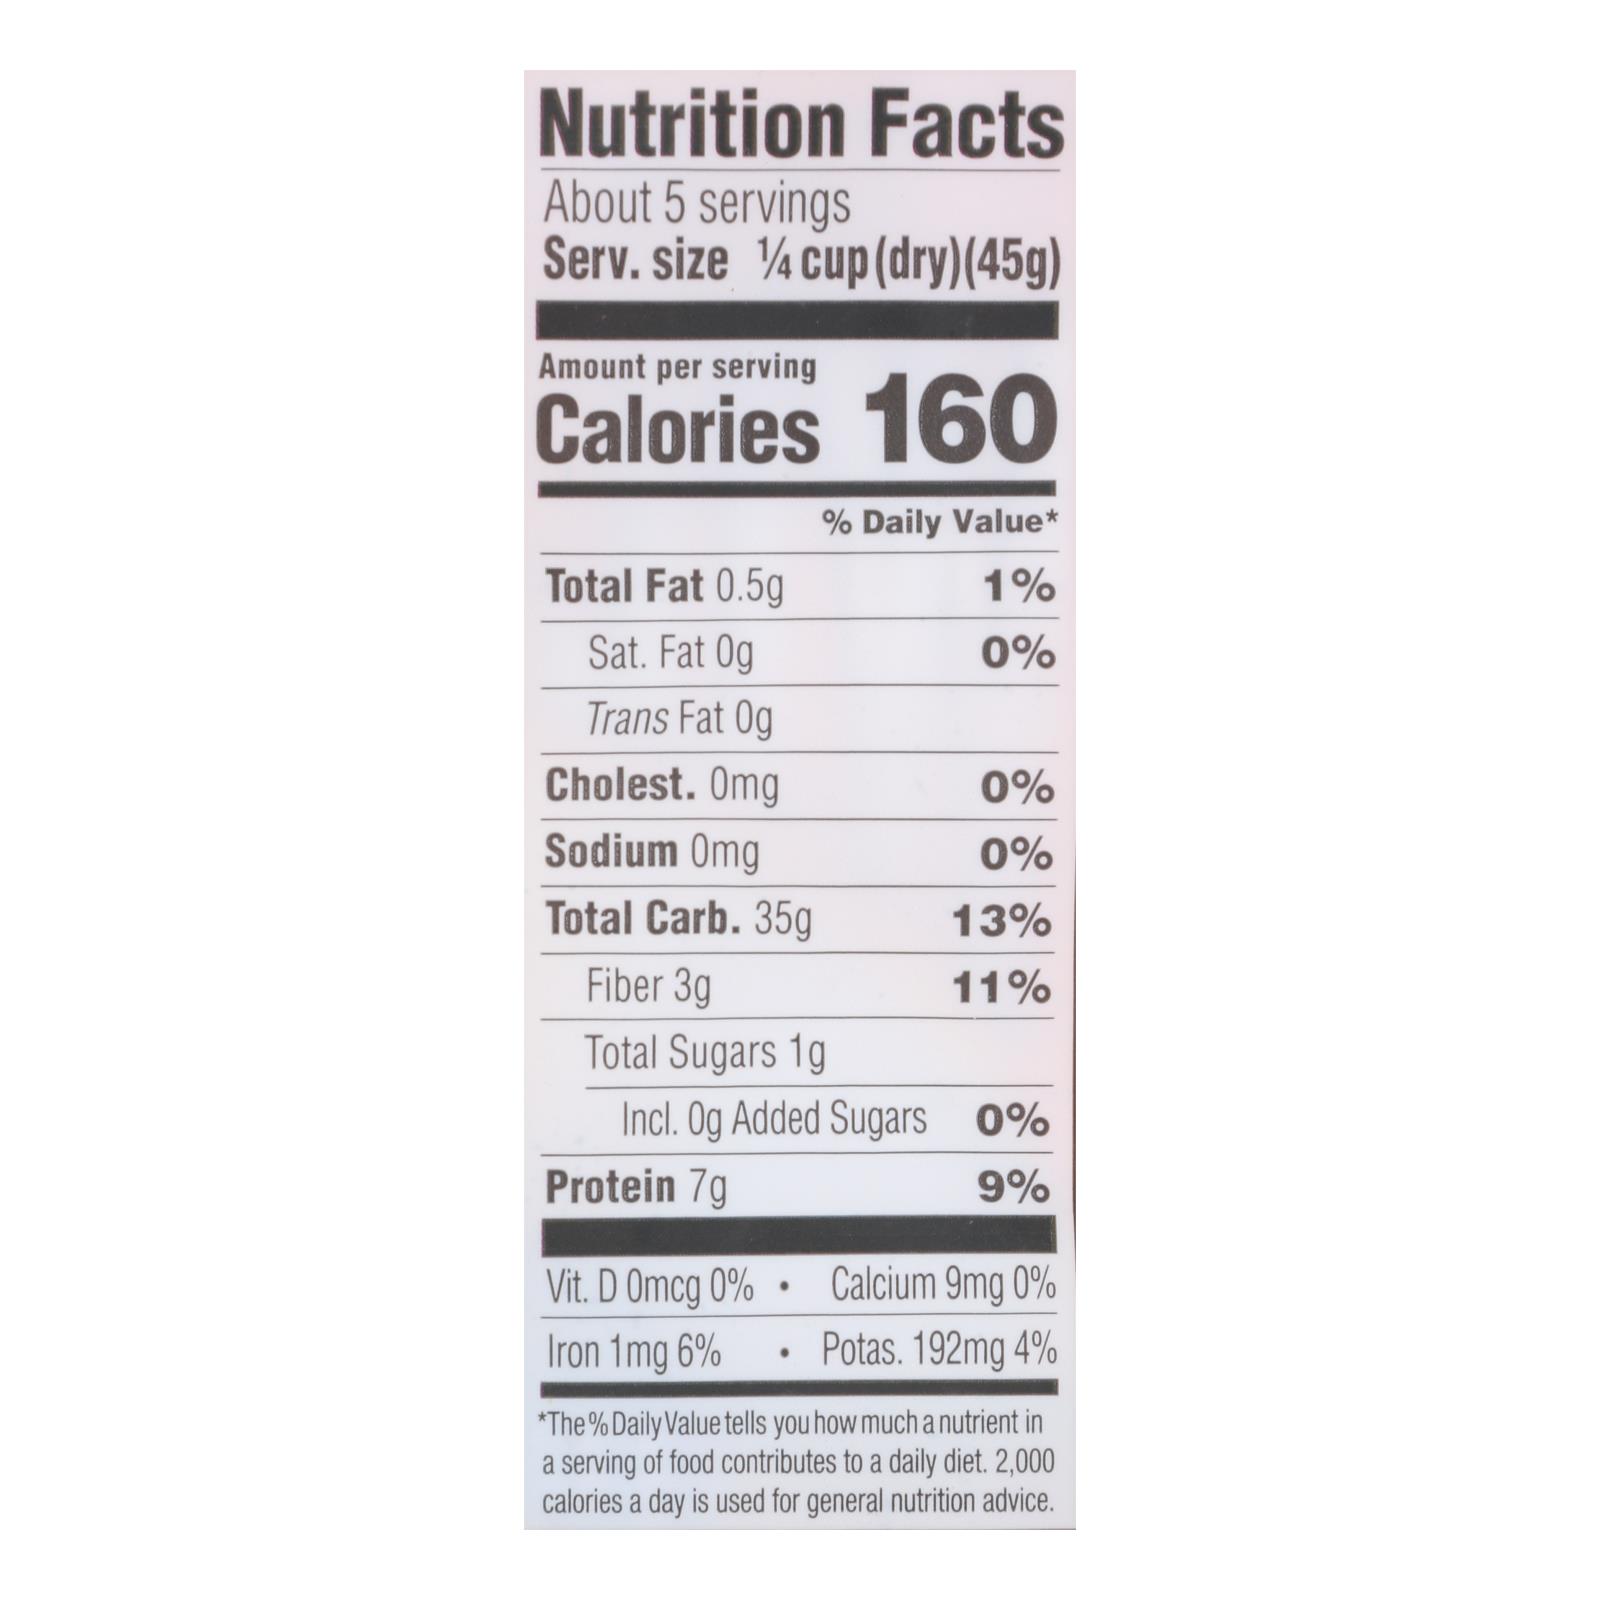 Nutrition Facts
About 5 servings
Serv. size ¼ cup (dry) (45g)
Amount per serving
Calories 160
% Daily Value*
Total Fat 0.5g 1%
Sat. Fat 0g 0%
Trans Fat 0g
Cholest. 0mg 0%
Sodium 0mg 0%
Total Carb. 35g 13%
Fiber 3g 11%
Total Sugars 1g
Incl. 0g Added Sugars 0%
Protein 7g 9%
Vit. D 0mcg 0% • Calcium 9mg 0%
Iron 1mg 6% • Potas. 192mg 4%
*The % Daily Value tells you how much a nutrient in
a serving of food contributes to a daily diet. 2,000
calories a day is used for general nutrition advice.